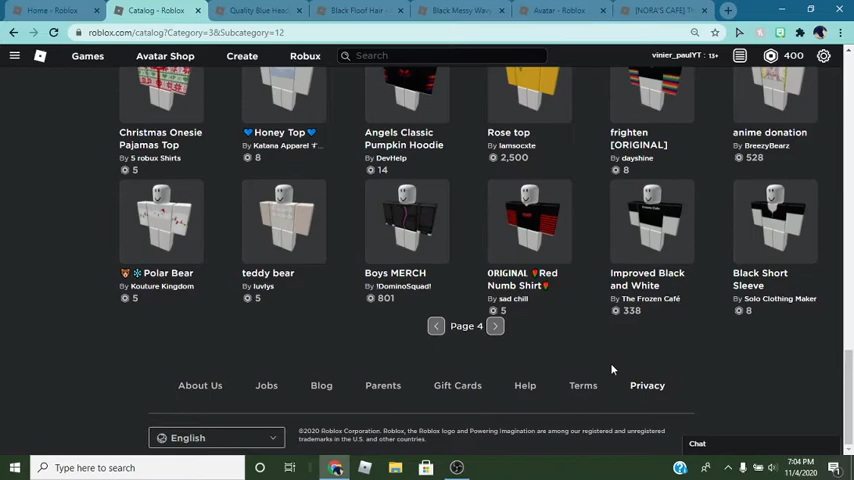 Home - Roblox
Catalog - Roblox
Quality Blue Head
Black Floof Hair -
Black Messy Wavy
Avatar - Roblox
[NORA'S CAFE] Th
roblox.com/catalog?Category=3&Subcategory=12
Games
Avatar Shop
Create
Robux
Search
vinier_paulYT : 13+
400
Christmas Onesie
Pajamas Top
By 5 robux Shirts
5
💙Honey Top💙
By Katana Apparel す...
8
Angels Classic
Pumpkin Hoodie
By DevHelp
14
Rose top
By Iamsocxte
2,500
frighten
[ORIGINAL]
By dayshine
8
anime donation
By BreezyBearz
528
🐻❄Polar Bear
By Kouture Kingdom
5
teddy bear
By luvlys
5
Boys MERCH
By !DominoSquad!
801
ORIGINAL 🌹Red
Numb Shirt🌹
By sad chill
5
Improved Black
and White
By The Frozen Café
338
Black Short
Sleeve
By Solo Clothing Maker
8
Page 4
About Us
Jobs
Blog
Parents
Gift Cards
Help
Terms
Privacy
English
©2020 Roblox Corporation. Roblox, the Roblox logo and Powering Imagination are among our registered and unregistered
trademarks in the U.S. and other countries.
Chat
Type here to search
7:04 PM
11/4/2020